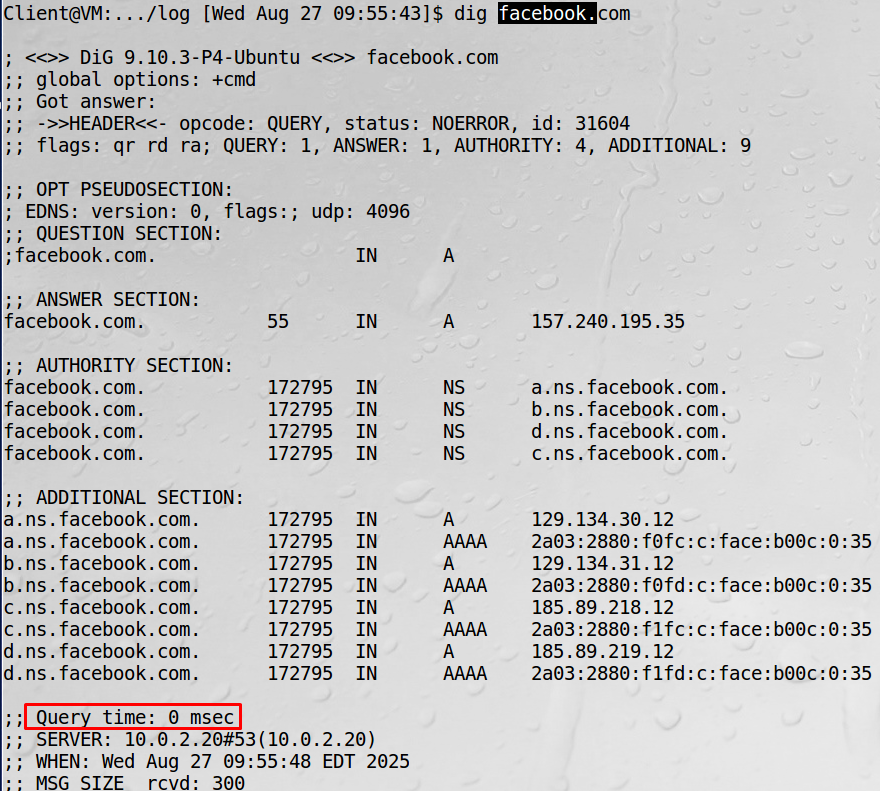 Client@VM:.../log [Wed Aug 27 09:55:43]$ dig facebook.com
; <<>> DiG 9.10.3-P4-Ubuntu <<>> facebook.com
;; global options: +cmd
;; Got answer:
;; ->>HEADER<<- opcode: QUERY, status: NOERROR, id: 31604
;; flags: qr rd ra; QUERY: 1, ANSWER: 1, AUTHORITY: 4, ADDITIONAL: 9
;; OPT PSEUDOSECTION:
; EDNS: version: 0, flags:; udp: 4096
;; QUESTION SECTION:
;facebook.com. IN A
;; ANSWER SECTION:
facebook.com. 55 IN A 157.240.195.35
;; AUTHORITY SECTION:
facebook.com. 172795 IN NS a.ns.facebook.com.
facebook.com. 172795 IN NS b.ns.facebook.com.
facebook.com. 172795 IN NS d.ns.facebook.com.
facebook.com. 172795 IN NS c.ns.facebook.com.
;; ADDITIONAL SECTION:
a.ns.facebook.com. 172795 IN A 129.134.30.12
a.ns.facebook.com. 172795 IN AAAA 2a03:2880:f0fc:c:face:b00c:0:35
b.ns.facebook.com. 172795 IN A 129.134.31.12
b.ns.facebook.com. 172795 IN AAAA 2a03:2880:f0fd:c:face:b00c:0:35
c.ns.facebook.com. 172795 IN A 185.89.218.12
c.ns.facebook.com. 172795 IN AAAA 2a03:2880:f1fc:c:face:b00c:0:35
d.ns.facebook.com. 172795 IN A 185.89.219.12
d.ns.facebook.com. 172795 IN AAAA 2a03:2880:f1fd:c:face:b00c:0:35
;; Query time: 0 msec
;; SERVER: 10.0.2.20#53(10.0.2.20)
;; WHEN: Wed Aug 27 09:55:48 EDT 2025
;; MSG SIZE rcvd: 300